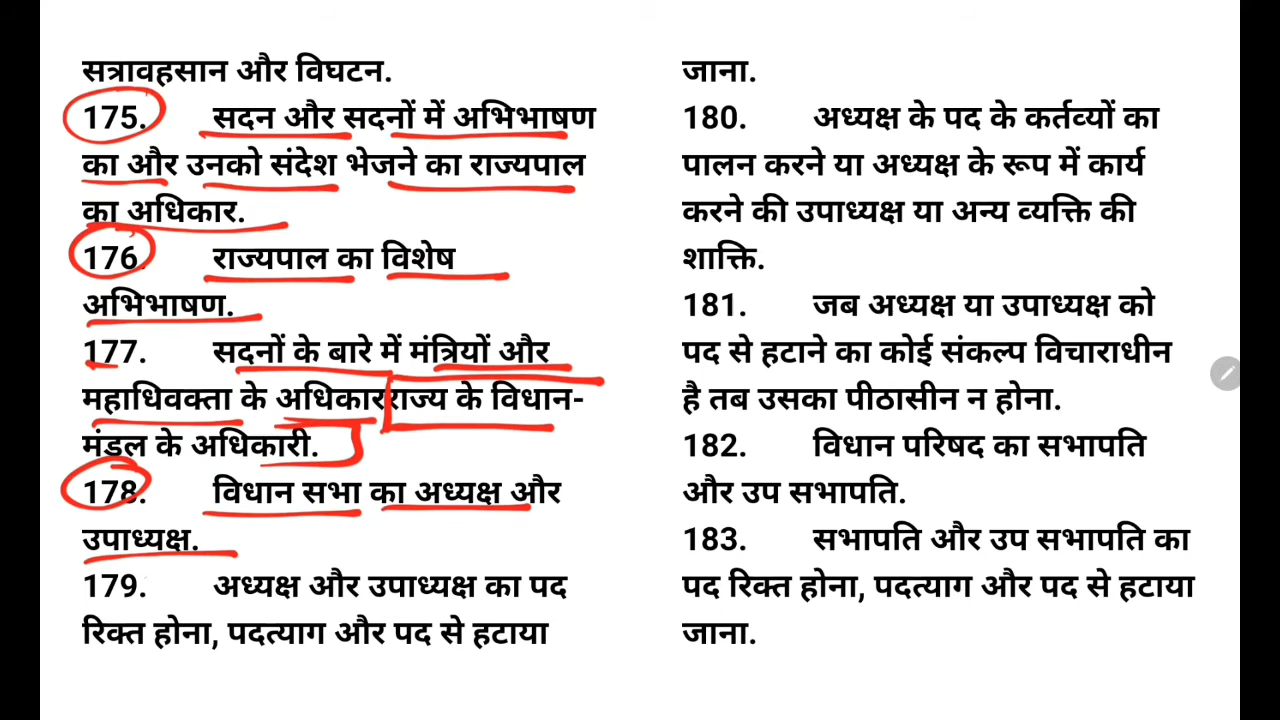 सत्रावहसान और विघटन.
175. सदन और सदनों में अभिभाषण
का और उनको संदेश भेजने का राज्यपाल
का अधिकार.
176. राज्यपाल का विशेष
अभिभाषण.
177. सदनों के बारे में मंत्रियों और
महाधिवक्ता के अधिकारराज्य के विधान-
मंडल के अधिकारी.
178. विधान सभा का अध्यक्ष और
उपाध्यक्ष.
179. अध्यक्ष और उपाध्यक्ष का पद
रिक्त होना, पदत्याग और पद से हटाया
जाना.
180. अध्यक्ष के पद के कर्तव्यों का
पालन करने या अध्यक्ष के रूप में कार्य
करने की उपाध्यक्ष या अन्य व्यक्ति की
शाक्ति.
181. जब अध्यक्ष या उपाध्यक्ष को
पद से हटाने का कोई संकल्प विचाराधीन
है तब उसका पीठासीन न होना.
182. विधान परिषद का सभापति
और उप सभापति.
183. सभापति और उप सभापति का
पद रिक्त होना, पदत्याग और पद से हटाया
जाना.